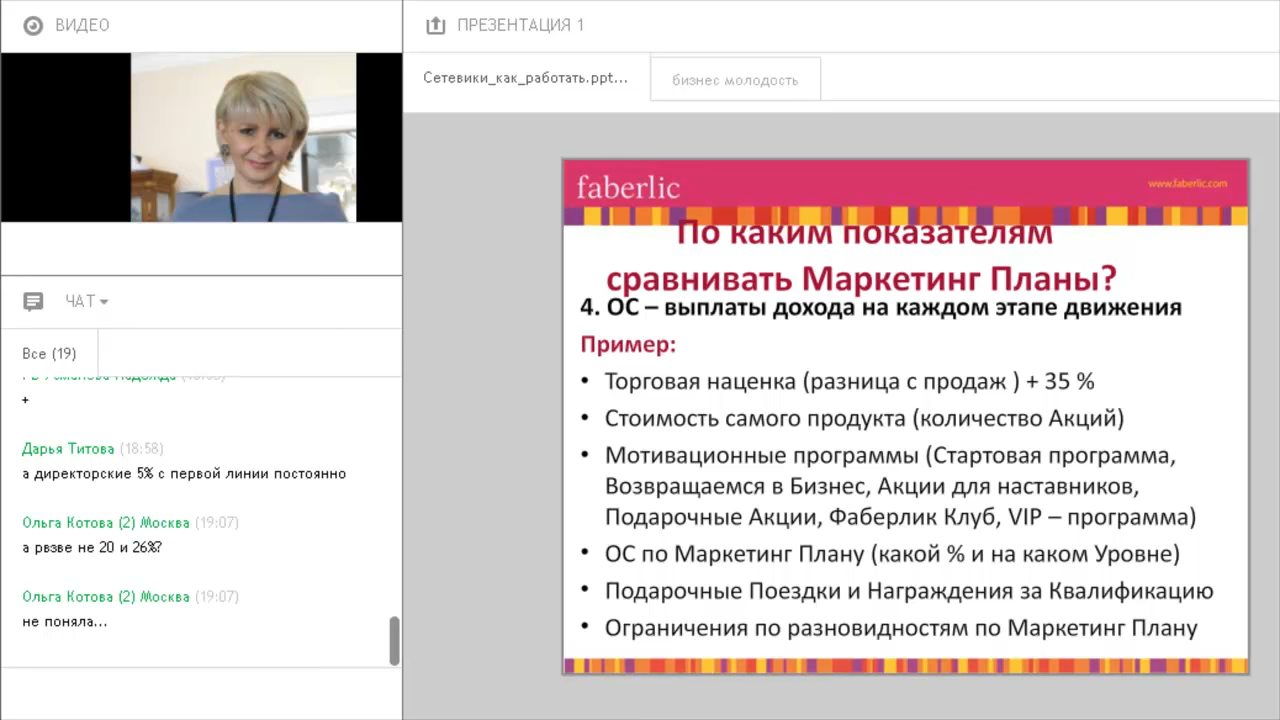 ВИДЕО
ПРЕЗЕНТАЦИЯ 1
Сетевики_как_работать.ppt...
бизнес молодость
faberlic
www.faberlic.com
По каким показателям
сравнивать Маркетинг Планы?
4. ОС – выплаты дохода на каждом этапе движения
Пример:
• Торговая наценка (разница с продаж ) + 35 %
• Стоимость самого продукта (количество Акций)
• Мотивационные программы (Стартовая программа,
Возвращаемся в Бизнес, Акции для наставников,
Подарочные Акции, Фаберлик Клуб, VIP – программа)
• ОС по Маркетинг Плану (какой % и на каком Уровне)
• Подарочные Поездки и Награждения за Квалификацию
• Ограничения по разновидностям по Маркетинг Плану
ЧАТ
Все (19)
+
Дарья Титова (18:58)
а директорские 5% с первой линии постоянно
Ольга Котова (2) Москва (19:07)
а рвзве не 20 и 26%?
Ольга Котова (2) Москва (19:07)
не поняла...